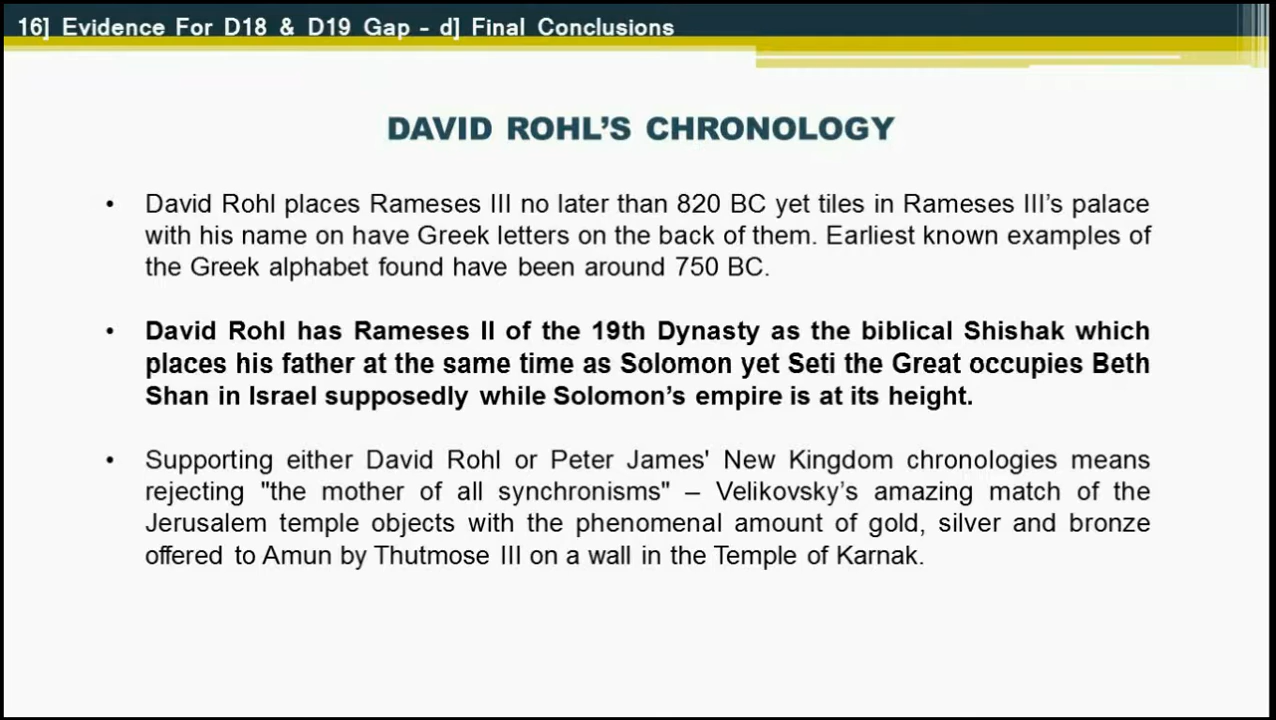 16] Evidence For D18 & D19 Gap - d] Final Conclusions
DAVID ROHL’S CHRONOLOGY
• David Rohl places Rameses III no later than 820 BC yet tiles in Rameses III’s palace
with his name on have Greek letters on the back of them. Earliest known examples of
the Greek alphabet found have been around 750 BC.
• David Rohl has Rameses II of the 19th Dynasty as the biblical Shishak which
places his father at the same time as Solomon yet Seti the Great occupies Beth
Shan in Israel supposedly while Solomon’s empire is at its height.
• Supporting either David Rohl or Peter James' New Kingdom chronologies means
rejecting "the mother of all synchronisms" – Velikovsky’s amazing match of the
Jerusalem temple objects with the phenomenal amount of gold, silver and bronze
offered to Amun by Thutmose III on a wall in the Temple of Karnak.